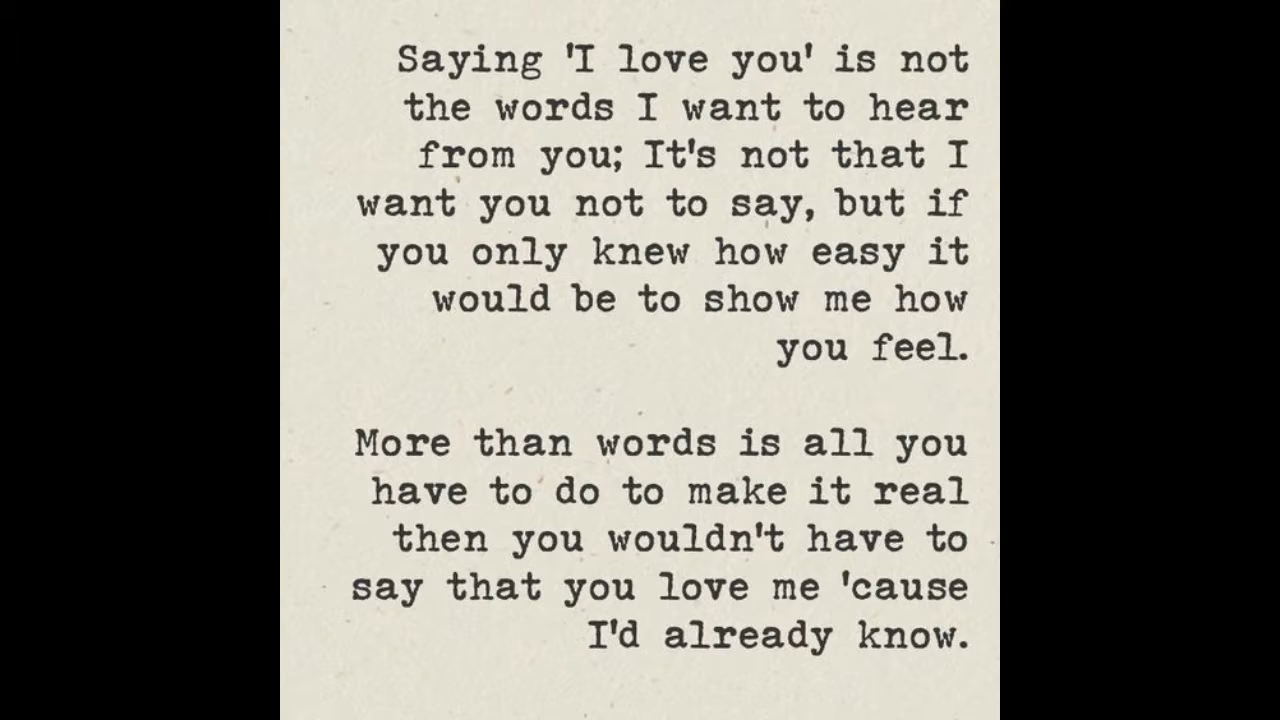 Saying 'I love you' is not
the words I want to hear
from you; It's not that I
want you not to say, but if
you only knew how easy it
would be to show me how
you feel.
More than words is all you
have to do to make it real
then you wouldn't have to
say that you love me 'cause
I'd already know.